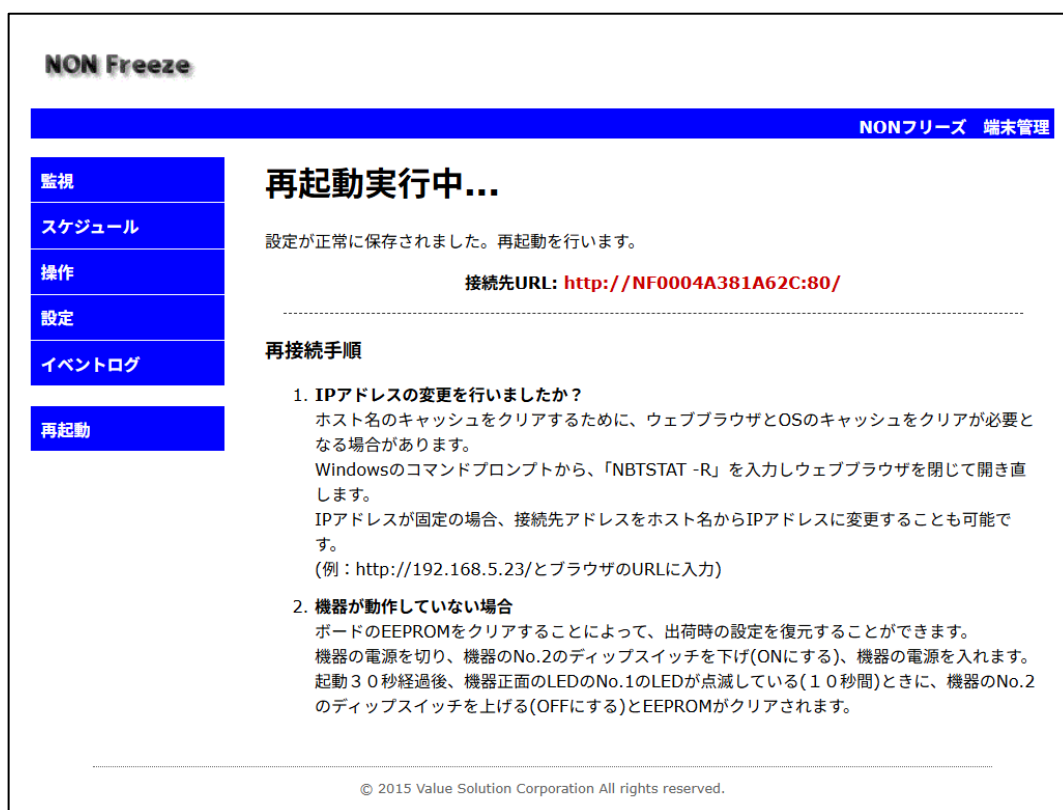 NON Freeze
NONフリーズ　端末管理
監視
スケジュール
操作
設定
イベントログ
再起動
再起動実行中...
設定が正常に保存されました。再起動を行います。
接続先URL: http://NF0004A381A62C:80/
再接続手順
1. IPアドレスの変更を行いましたか？
ホスト名のキャッシュをクリアするために、ウェブブラウザとOSのキャッシュをクリアが必要と
なる場合があります。
Windowsのコマンドプロンプトから、「NBTSTAT -R」を入力しウェブブラウザを閉じて開き直
します。
IPアドレスが固定の場合、接続先アドレスをホスト名からIPアドレスに変更することも可能で
す。
(例：http://192.168.5.23/とブラウザのURLに入力)
2. 機器が動作していない場合
ボードのEEPROMをクリアすることによって、出荷時の設定を復元することができます。
機器の電源を切り、機器のNo.2のディップスイッチを下げ(ONにする)、機器の電源を入れます。
起動３０秒経過後、機器正面のLEDのNo.1のLEDが点滅している(１０秒間)ときに、機器のNo.2
のディップスイッチを上げる(OFFにする)とEEPROMがクリアされます。
© 2015 Value Solution Corporation All rights reserved.